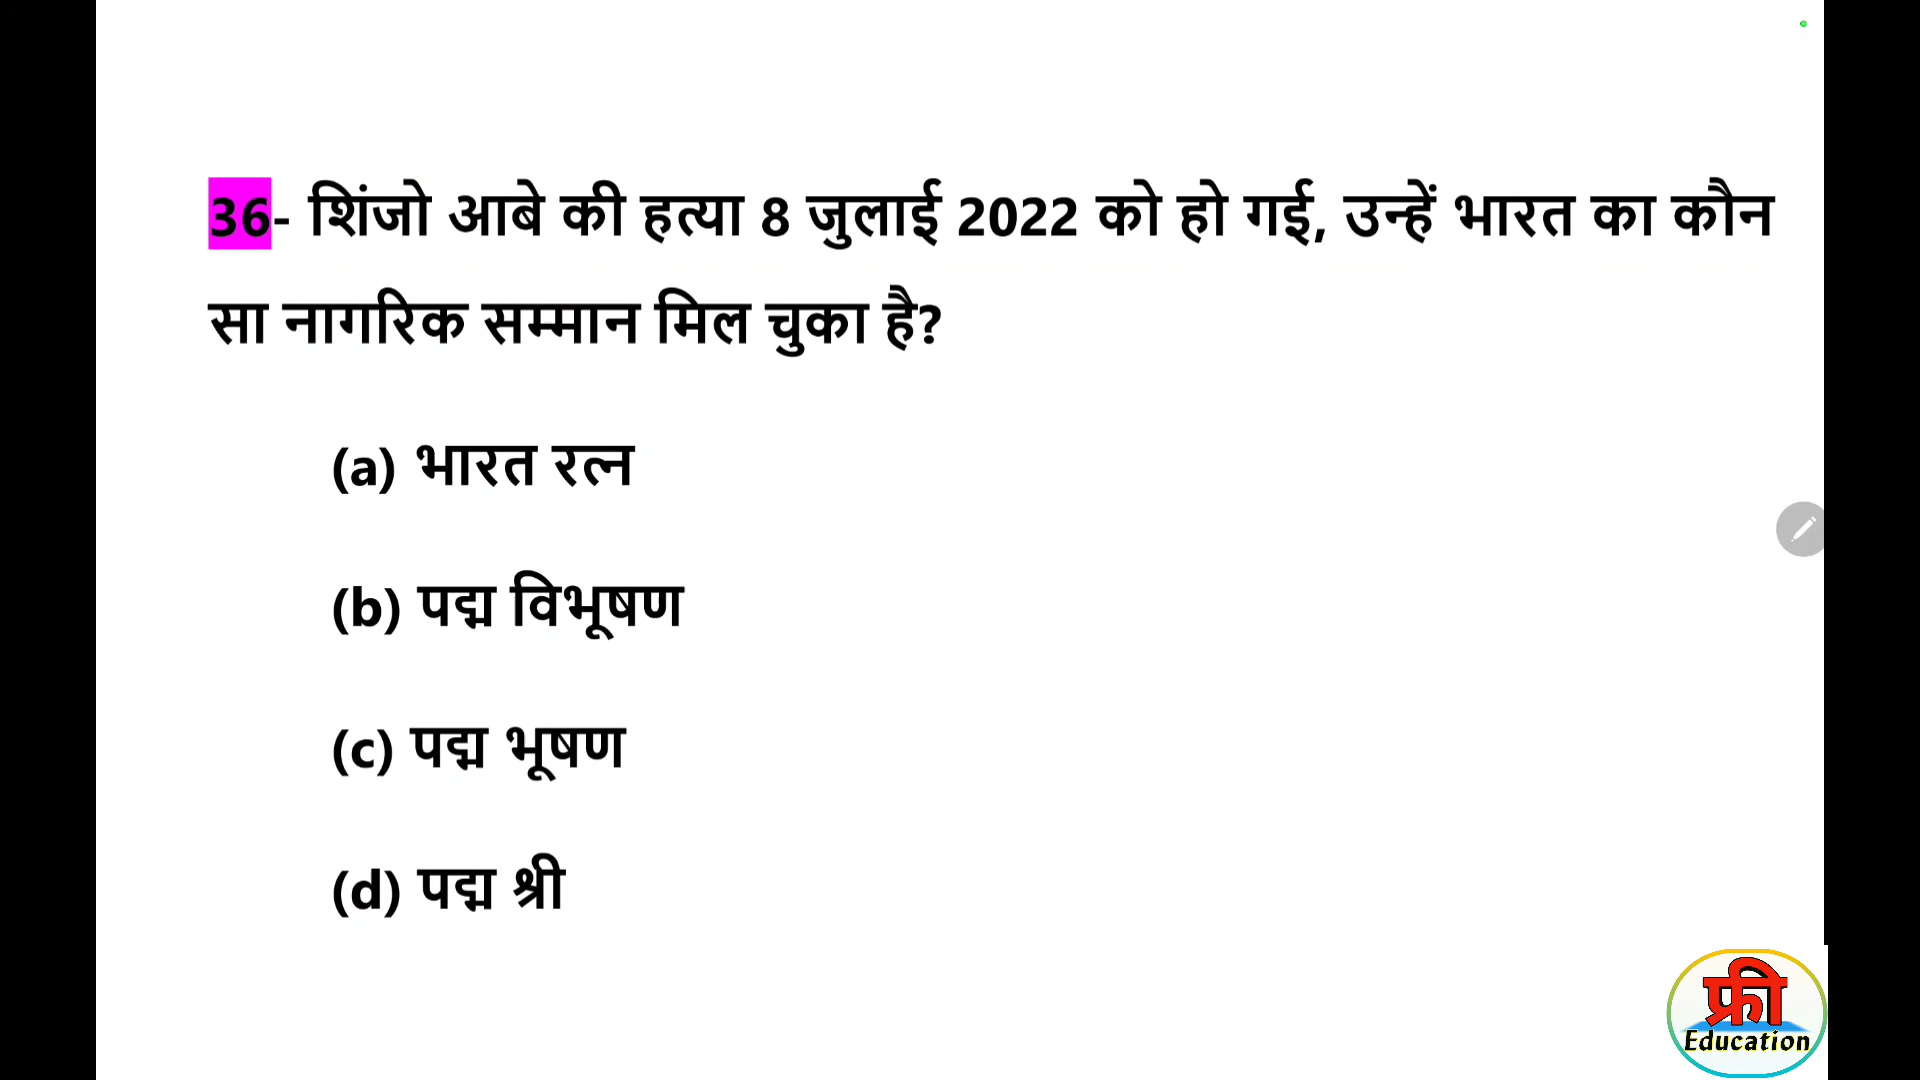 36- शिंजो आबे की हत्या 8 जुलाई 2022 को हो गई, उन्हें भारत का कौन
सा नागरिक सम्मान मिल चुका है?
(a) भारत रत्न
(b) पद्म विभूषण
(c) पद्म भूषण
(d) पद्म श्री
फ्री
Education